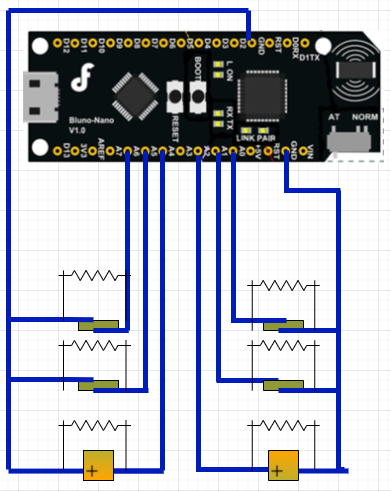 D12 D11 D10 D9 D8 D7 D6 D5 D4 D3 D2 GND RST D0RX
D1TX
L ON
BOOT
Bluno-Nano
V1.0
RESET
RX TX
LINK PAIR
AT NORM
D13 3V3 AREF A7 A6 A5 A4 A3 A2 A1 A0 +5V RST GND VIN
+ +